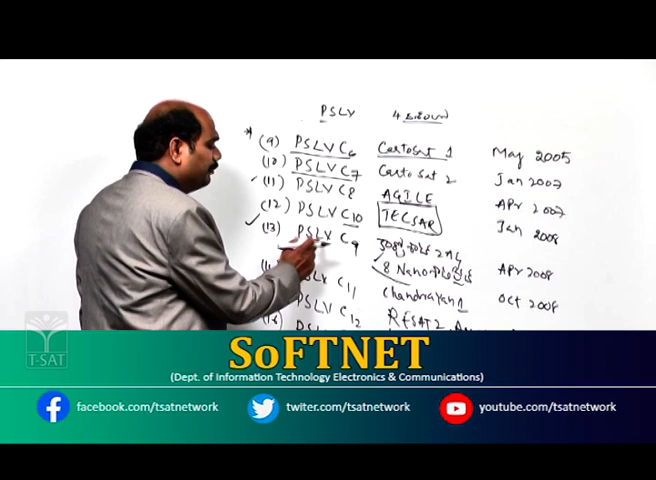 PSLV 4
* (9) PSLV C6 Cartosat 1 May 2005
(10) PSLV C7 Cartosat 2 Jan 2007
✓ (11) PSLV C8 AGILE APR 2007
(12) PSLV C10 TECSAR Jan 2008
✓ (13) PSLV C9
8 Nano APR 2008
C11 Chandrayan 1 Oct 2008
PSLV C12 RISAT 2
T-SAT
SoFTNET
(Dept. of Information Technology Electronics & Communications)
facebook.com/tsatnetwork twiter.com/tsatnetwork youtube.com/tsatnetwork